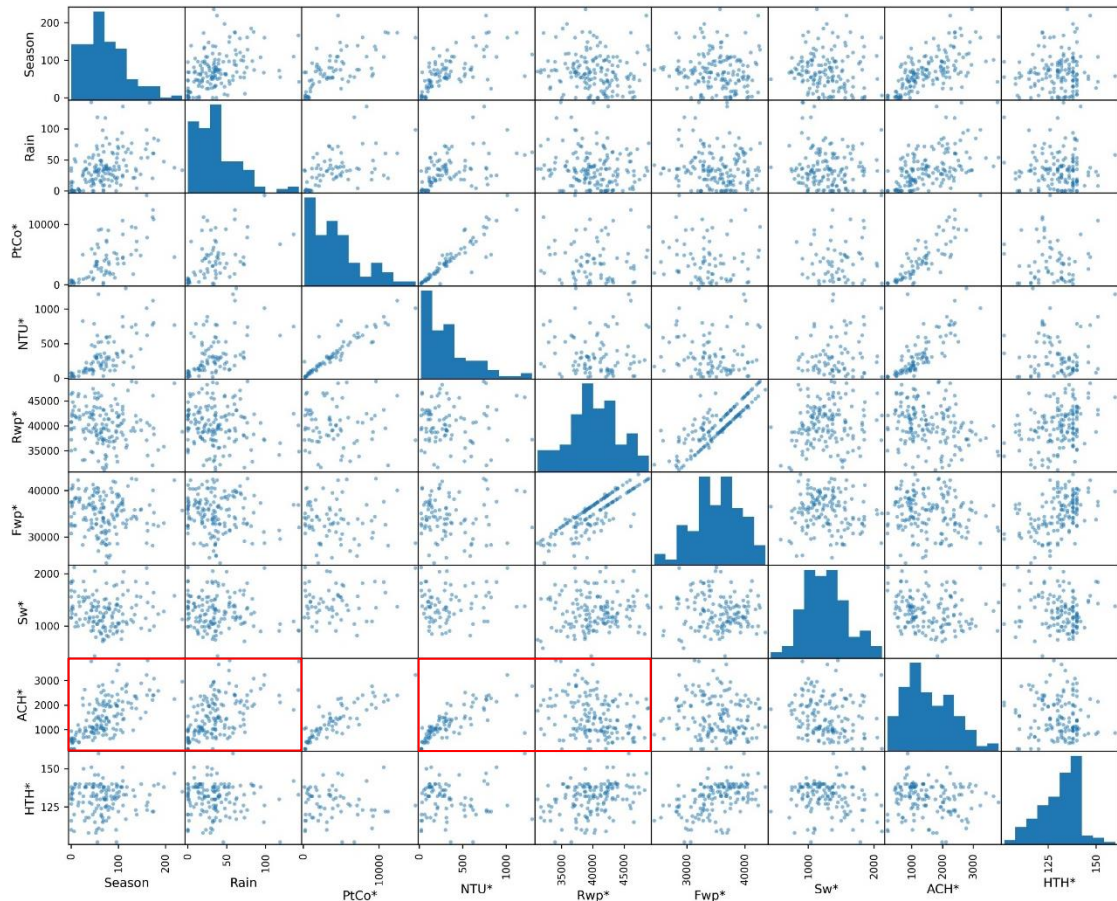 200
100
0
Season
100
50
0
Rain
10000
0
PtCo*
1000
500
0
NTU*
45000
40000
35000
Rwp*
40000
30000
Fwp*
2000
1000
Sw*
3000
2000
1000
ACH*
150
125
HTH*
0 100 200
0 50 100
0 10000
0 500 1000
35000 40000 45000
30000 40000
1000 2000
1000 2000 3000
125 150
Season Rain PtCo* NTU* Rwp* Fwp* Sw* ACH* HTH*